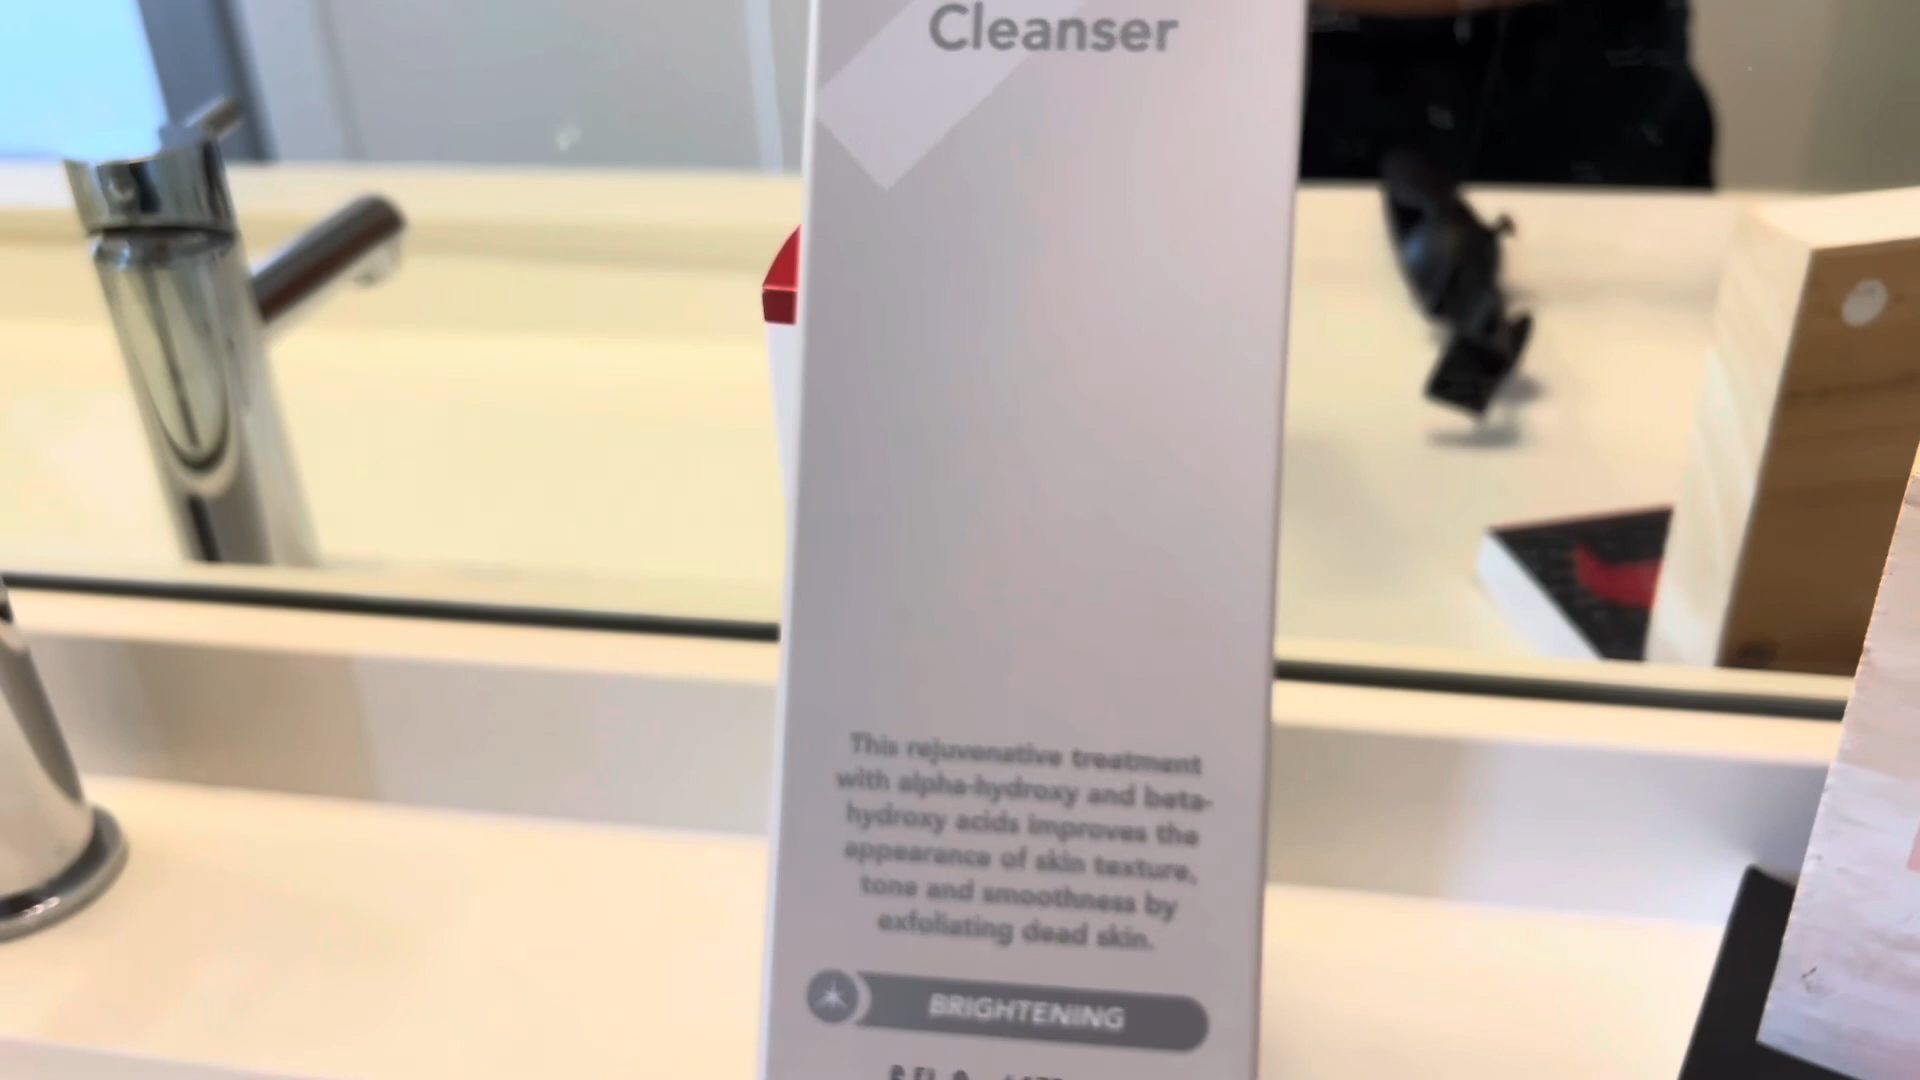 Cleanser
This rejuvenative treatment
with alpha-hydroxy and beta-
hydroxy acids improves the
appearance of skin texture,
tone and smoothness by
exfoliating dead skin.
BRIGHTENING